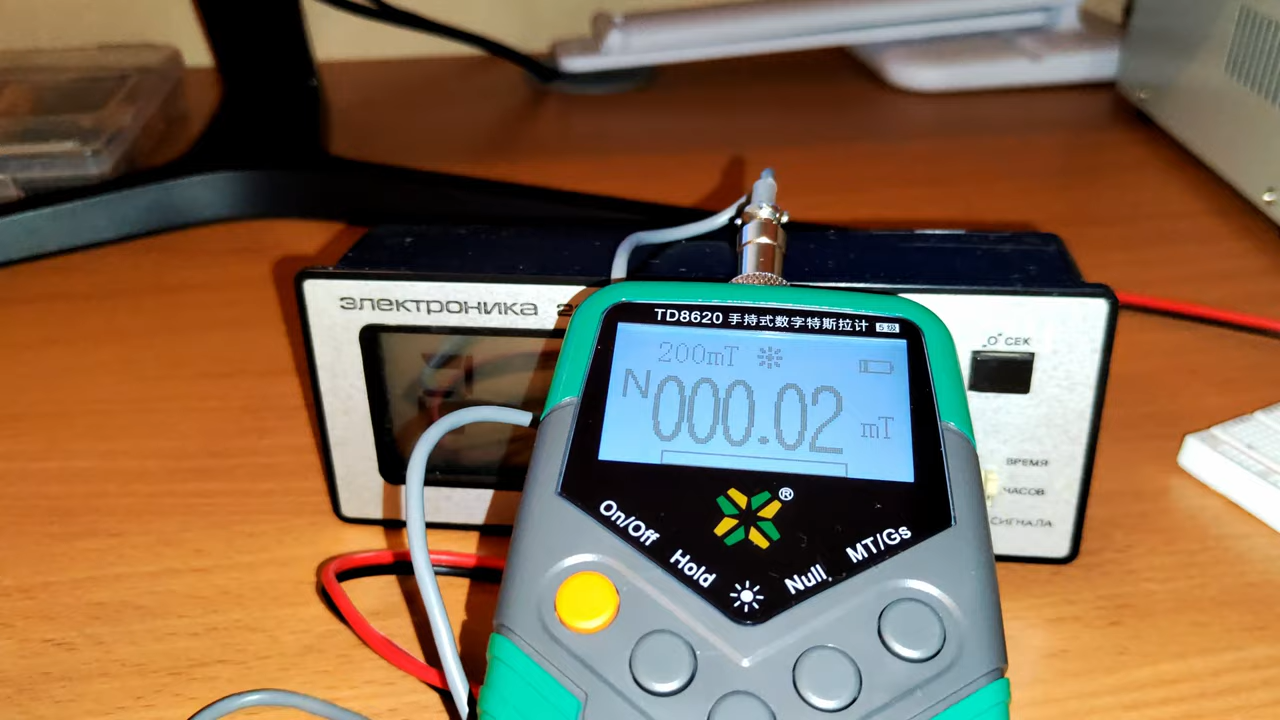 электроника 2
„О" СЕК
ВРЕМЯ
ЧАСОВ
СИГНАЛА
TD8620 手持式数字特斯拉计 5级
200mT
N000.02 mT
®
On/Off Hold Null MT/Gs